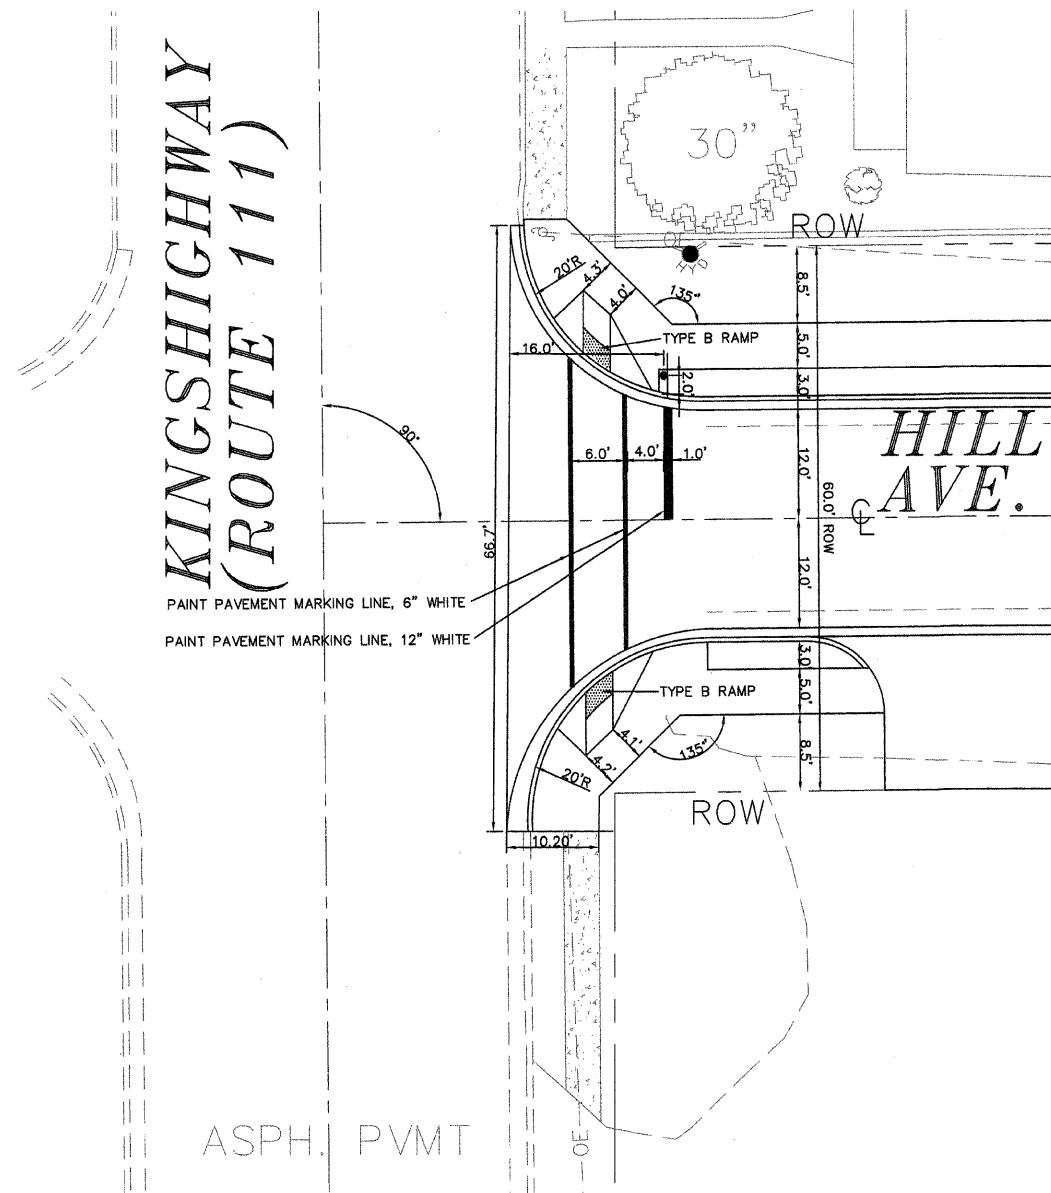 KINGSHIGHWAY
(ROUTE 111)
30"
ROW
HYD
20'R
4.3'
4.0'
135°
8.5'
TYPE B RAMP
5.0'
16.0'
2.0'
3.0'
HILL
AVE.
90°
6.0'
4.0'
1.0'
12.0'
60.0' ROW
CL
66.7'
12.0'
PAINT PAVEMENT MARKING LINE, 6" WHITE
PAINT PAVEMENT MARKING LINE, 12" WHITE
3.0'
5.0'
TYPE B RAMP
4.1'
135°
4.2'
20'R
8.5'
ROW
10.20'
ASPH. PVMT
OE